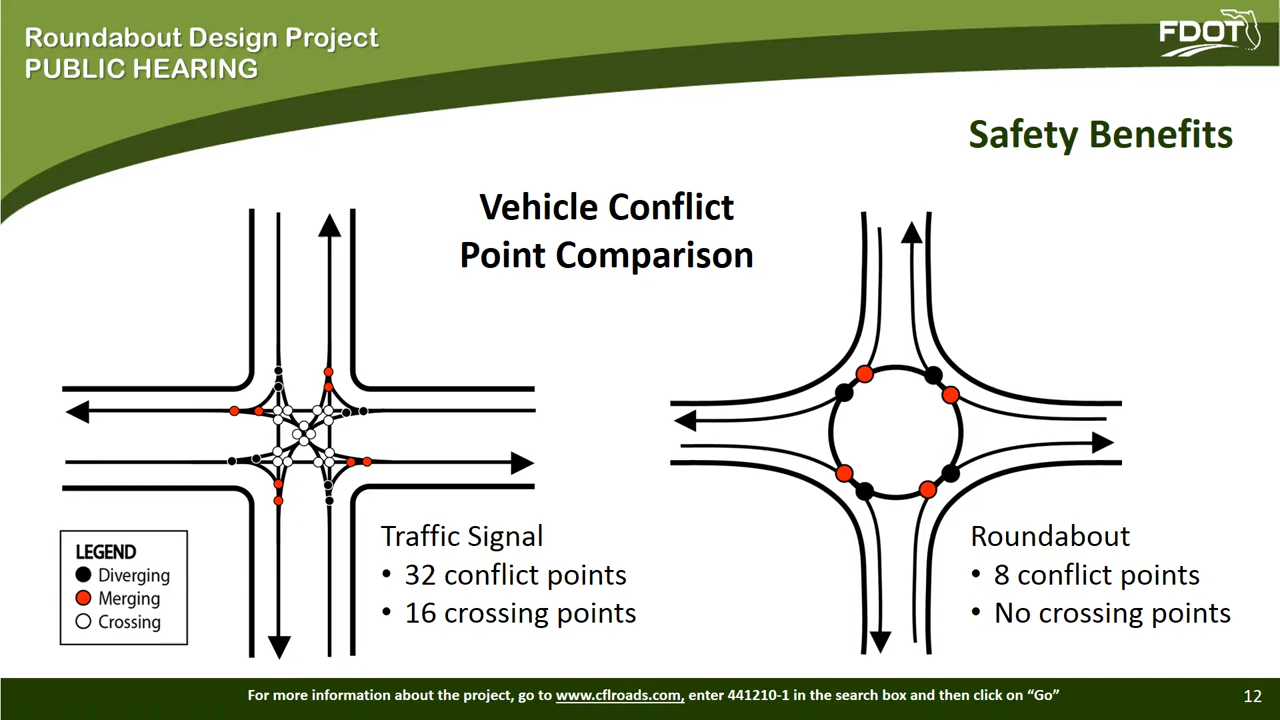 Roundabout Design Project
PUBLIC HEARING
FDOT
Safety Benefits
Vehicle Conflict
Point Comparison
Traffic Signal
• 32 conflict points
• 16 crossing points
Roundabout
• 8 conflict points
• No crossing points
LEGEND
Diverging
Merging
Crossing
For more information about the project, go to www.cflroads.com, enter 441210-1 in the search box and then click on “Go”
12